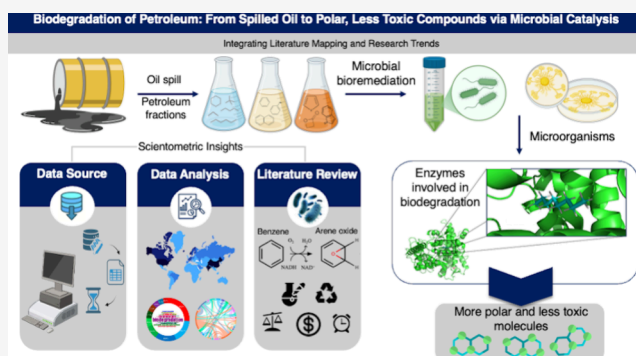 Biodegradation of Petroleum: From Spilled Oil to Polar, Less Toxic Compounds via Microbial Catalysis
Integrating Literature Mapping and Research Trends
Oil spill
Petroleum
fractions
Microbial
bioremediation
Microorganisms
Scientometric Insights
Data Source
Data Analysis
Literature Review
Benzene
Arene oxide
O₂
H₂O
NADH
NAD⁺
H
H
O
Enzymes
involved in
biodegradation
More polar and less toxic
molecules